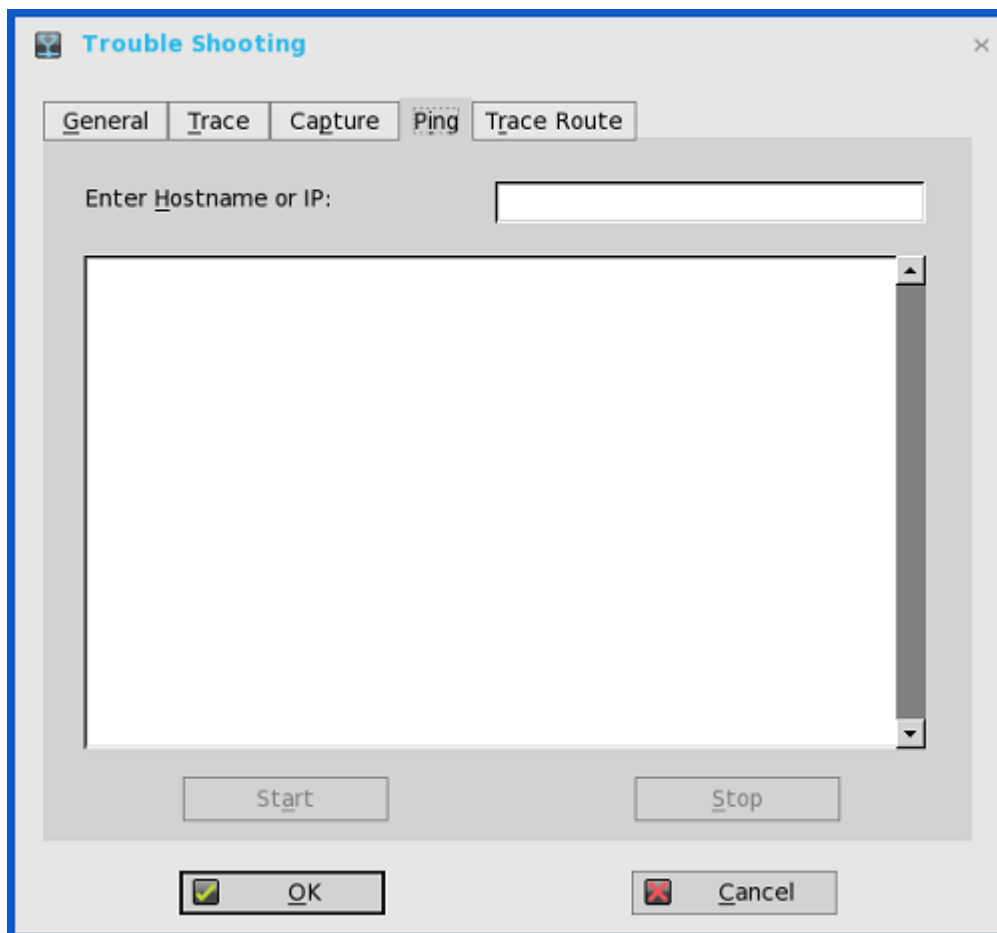 Trouble Shooting
General Trace Capture Ping Trace Route
Enter Hostname or IP:
Start Stop
OK Cancel